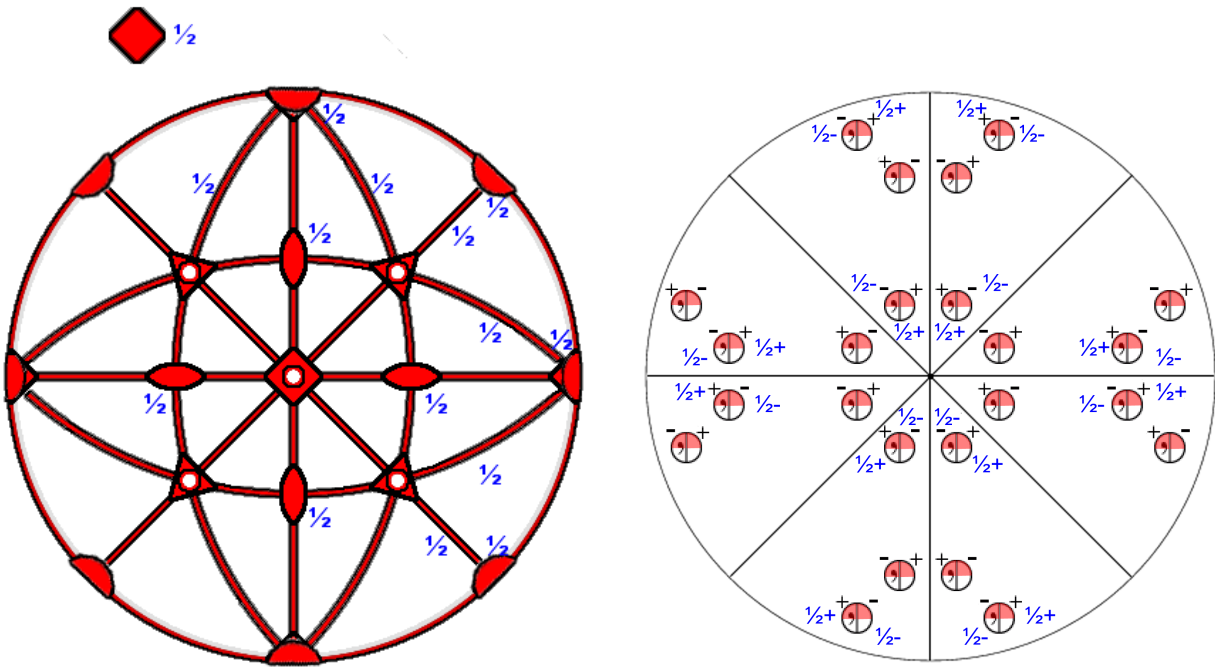 ½
½
½ ½
½
½ ½
½ ½
½ ½
½
½
½ ½
½+ ½+
- + + -
½- ½-
+ - - +
½- ½-
+ - - + + - - +
½+ ½+
- + + - - + + -
½- ½+ ½+ ½-
½+ - + - + + - - + ½+
½- ½-
½- ½-
- + + - - + + -
½+ ½+
- + + -
+ - - +
½+ ½+
½- ½-